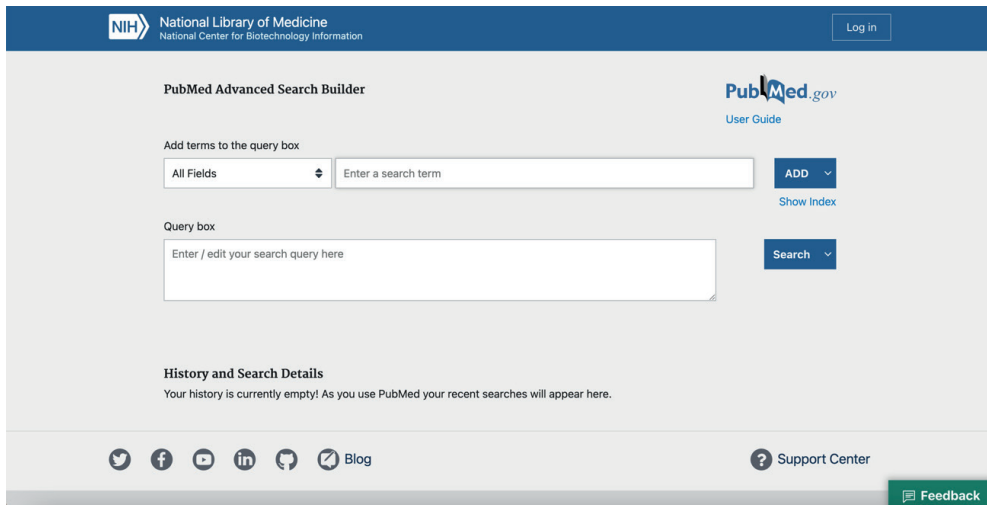 NIH
National Library of Medicine
National Center for Biotechnology Information
Log in
PubMed Advanced Search Builder
PubMed.gov
User Guide
Add terms to the query box
All Fields
Enter a search term
ADD
Show Index
Query box
Enter / edit your search query here
Search
History and Search Details
Your history is currently empty! As you use PubMed your recent searches will appear here.
in
Blog
? Support Center
Feedback